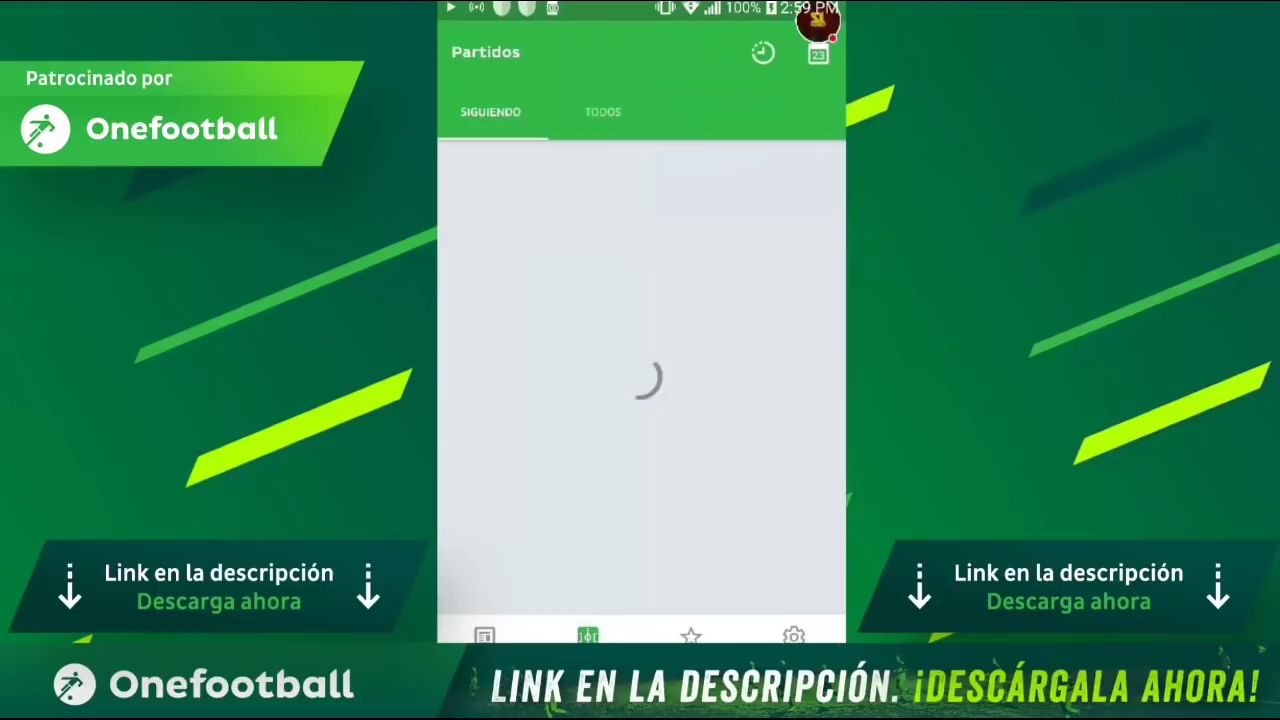 100% 2:59 PM
Partidos
23
SIGUIENDO
TODOS
Patrocinado por
Onefootball
Link en la descripción
Descarga ahora
Link en la descripción
Descarga ahora
Onefootball
LINK EN LA DESCRIPCIÓN. ¡DESCÁRGALA AHORA!